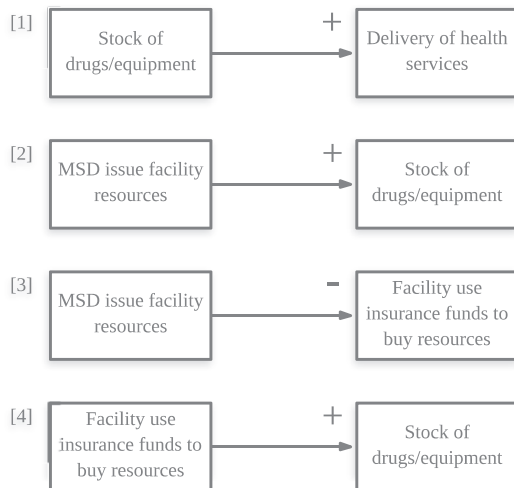 [1]
Stock of
drugs/equipment
+
Delivery of health
services
[2]
MSD issue facility
resources
+
Stock of
drugs/equipment
[3]
MSD issue facility
resources
-
Facility use
insurance funds to
buy resources
[4]
Facility use
insurance funds to
buy resources
+
Stock of
drugs/equipment